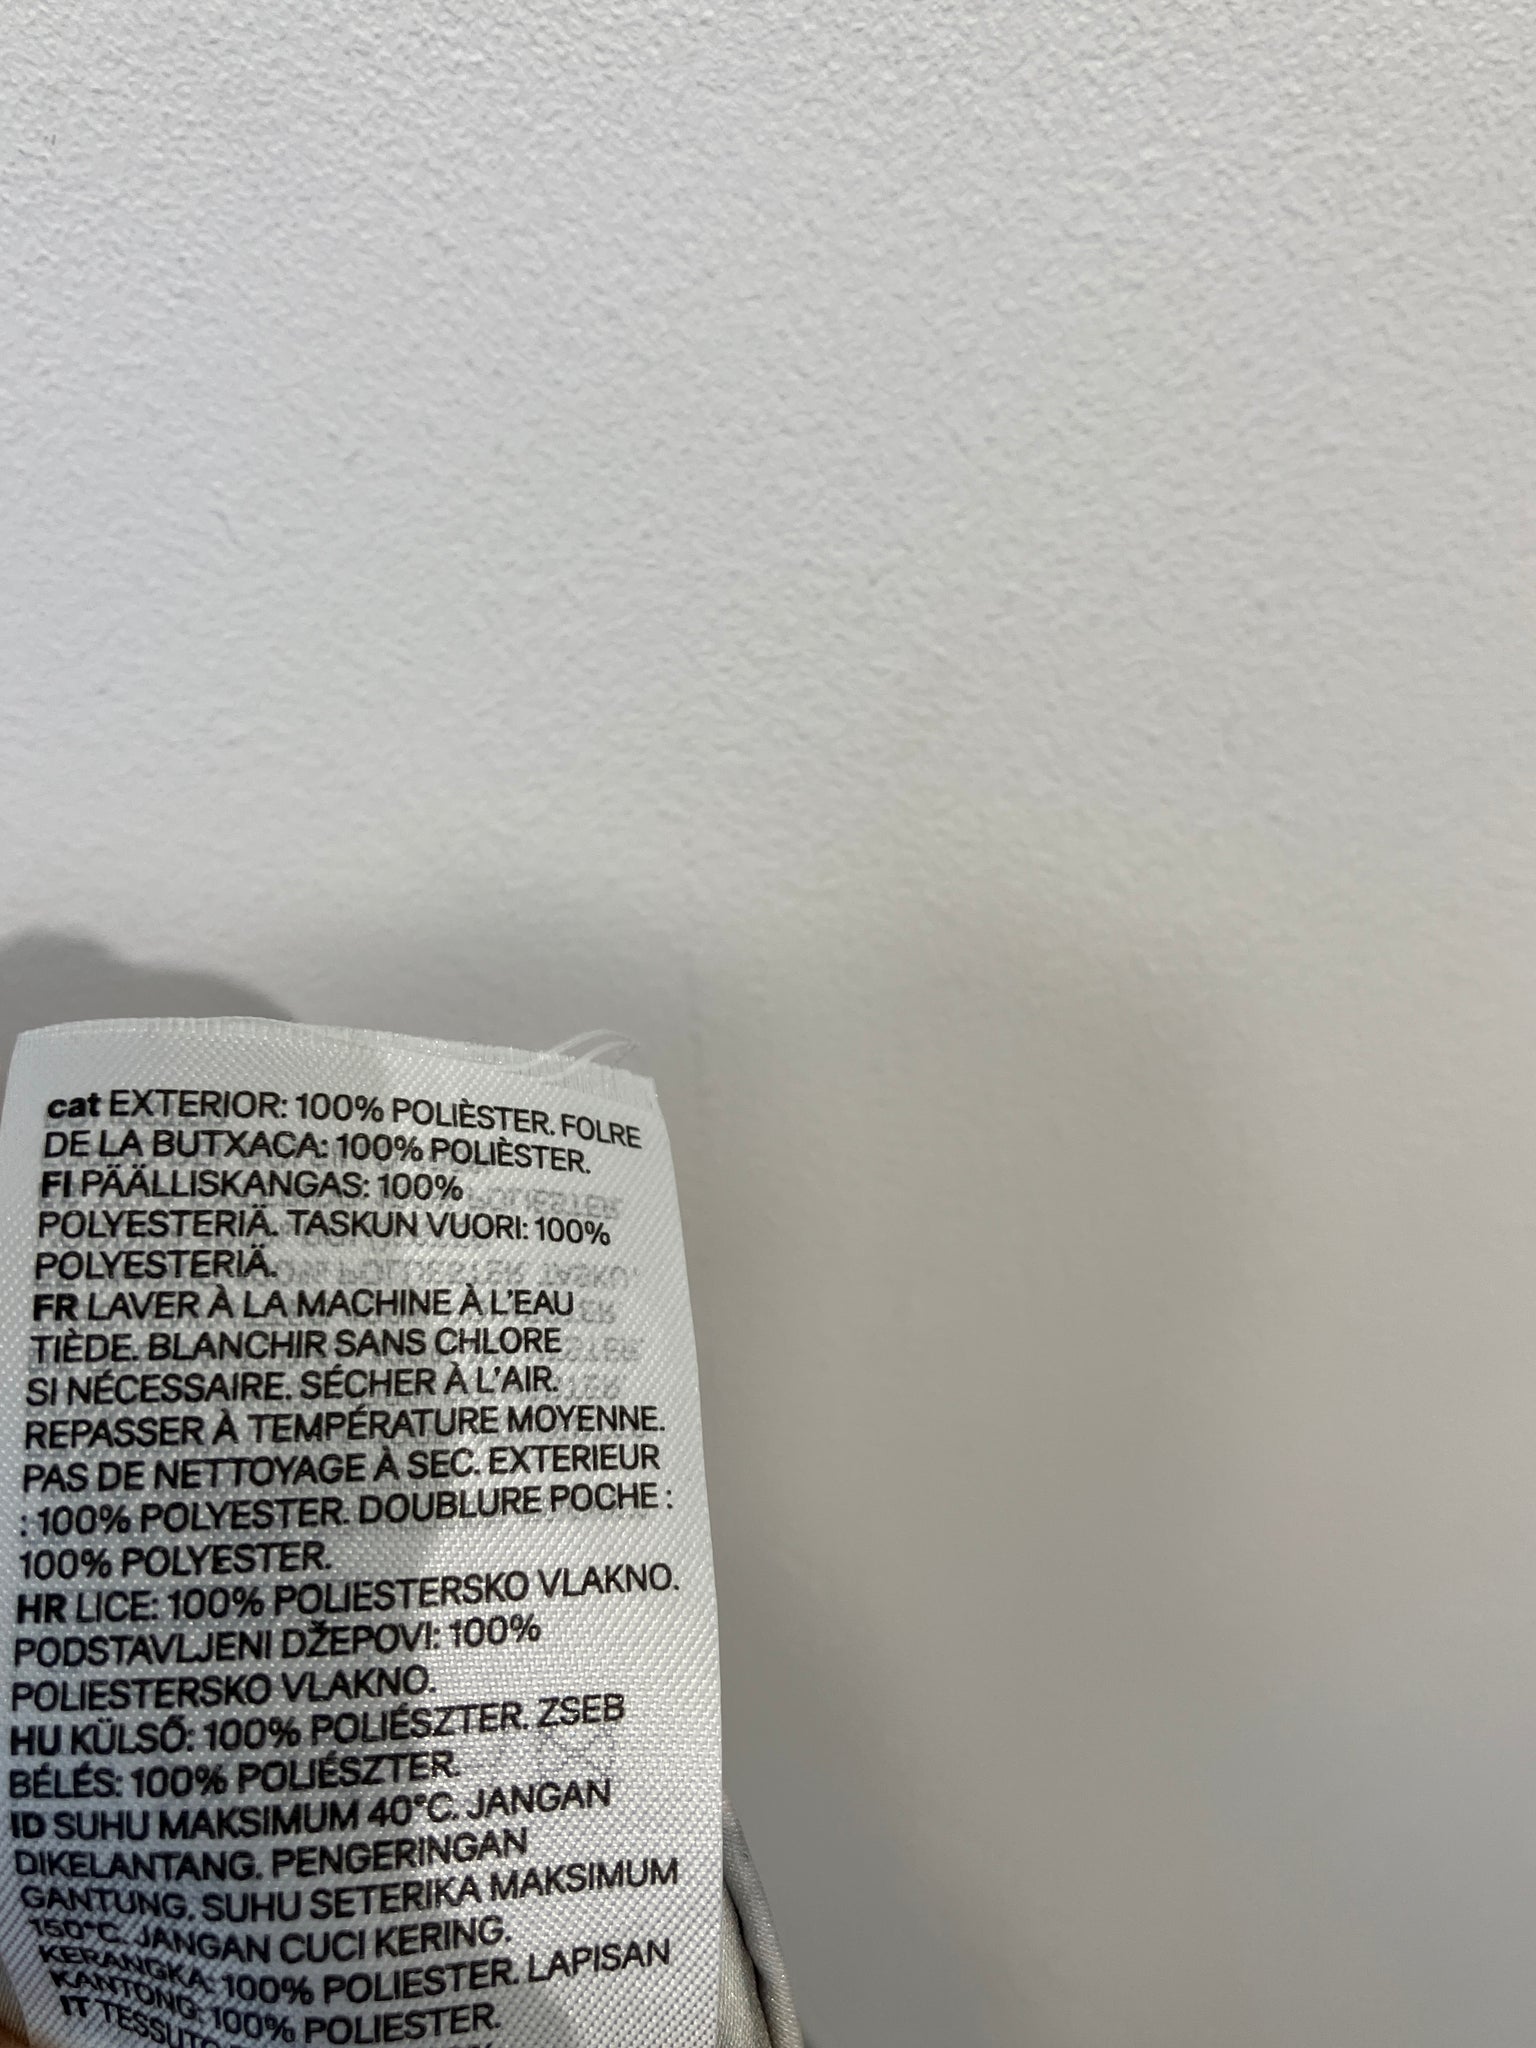 cat EXTERIOR: 100% POLIÈSTER. FOLRE
DE LA BUTXACA: 100% POLIÈSTER.
FI PÄÄLLISKANGAS: 100%
POLYESTERIÄ. TASKUN VUORI: 100%
POLYESTERIÄ.
FR LAVER À LA MACHINE À L'EAU
TIÈDE. BLANCHIR SANS CHLORE
SI NÉCESSAIRE. SÉCHER À L'AIR.
REPASSER À TEMPÉRATURE MOYENNE.
PAS DE NETTOYAGE À SEC. EXTERIEUR
: 100% POLYESTER. DOUBLURE POCHE :
100% POLYESTER.
HR LICE: 100% POLIESTERSKO VLAKNO.
PODSTAVLJENI DŽEPOVI: 100%
POLIESTERSKO VLAKNO.
HU KÜLSŐ: 100% POLIÉSZTER. ZSEB
BÉLÉS: 100% POLIÉSZTER.
ID SUHU MAKSIMUM 40°C. JANGAN
DIKELANTANG. PENGERINGAN
GANTUNG. SUHU SETERIKA MAKSIMUM
150°C. JANGAN CUCI KERING.
KERANGKA: 100% POLIESTER. LAPISAN
KANTONG: 100% POLIESTER.
IT TESSUTO